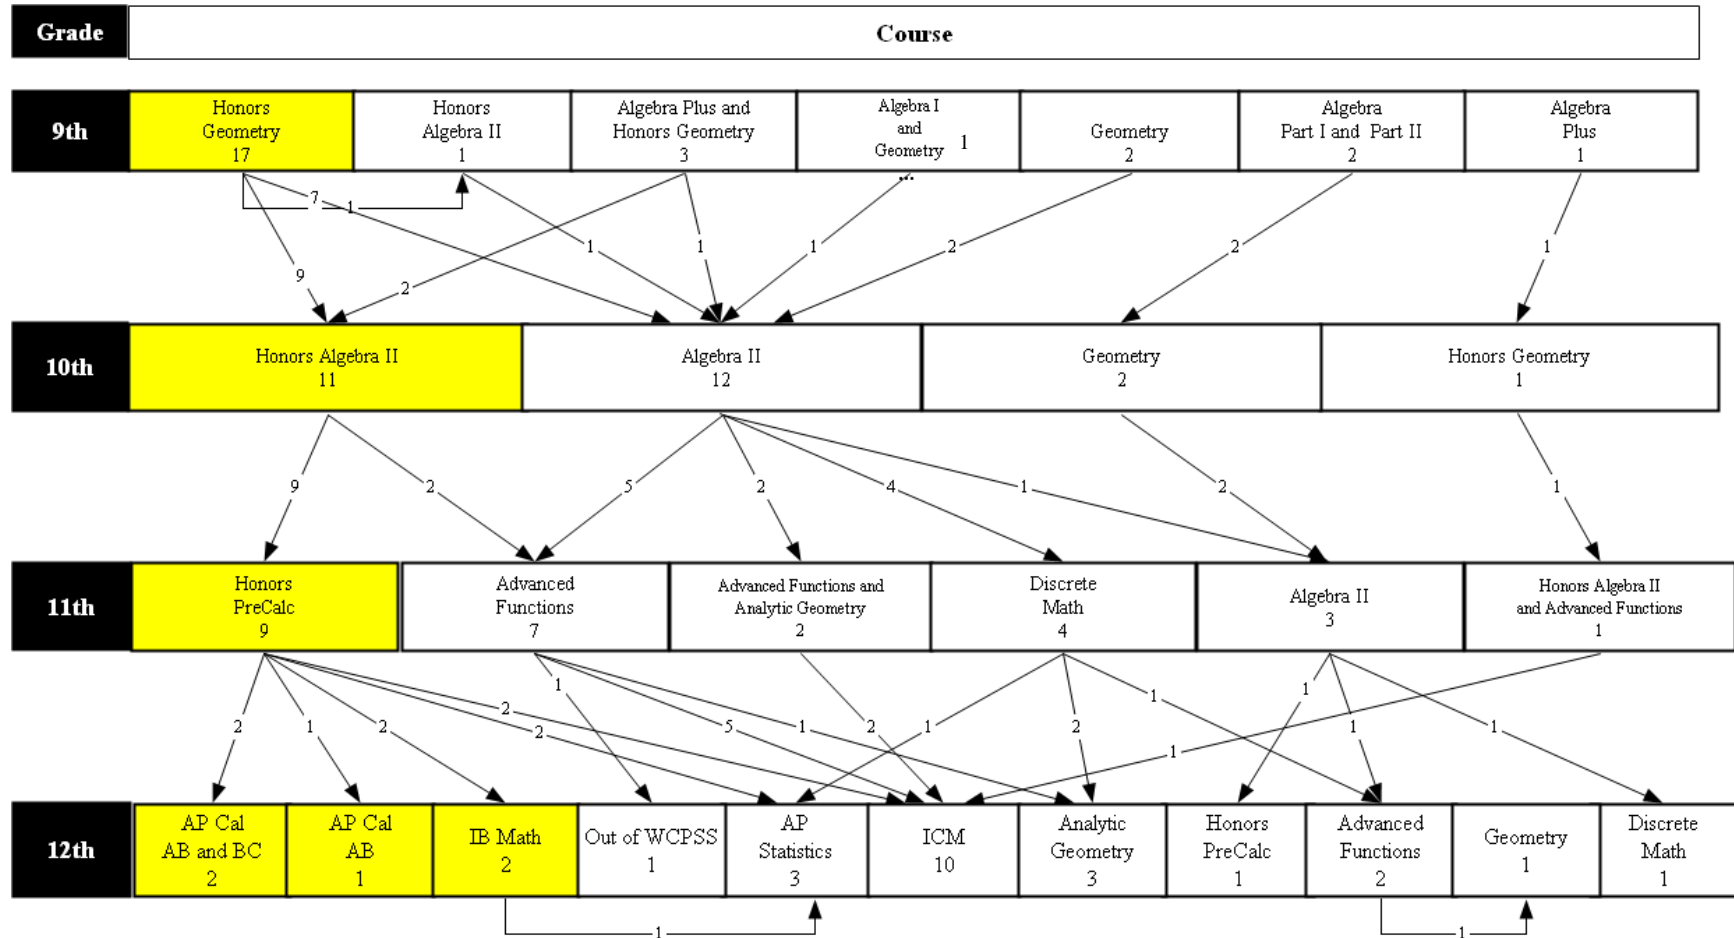 Grade
Course
9th
Honors
Geometry
17
Honors
Algebra II
1
Algebra Plus and
Honors Geometry
3
Algebra I
and
Geometry 1
...
Geometry
2
Algebra
Part I and Part II
2
Algebra
Plus
1
7
1
9
2
1
1
1
2
2
1
10th
Honors Algebra II
11
Algebra II
12
Geometry
2
Honors Geometry
1
9
2
5
2
4
1
2
1
11th
Honors
PreCalc
9
Advanced
Functions
7
Advanced Functions and
Analytic Geometry
2
Discrete
Math
4
Algebra II
3
Honors Algebra II
and Advanced Functions
1
2
1
2
2
2
1
5
1
2
1
2
1
1
1
1
1
12th
AP Cal
AB and BC
2
AP Cal
AB
1
IB Math
2
Out of WCPSS
1
AP
Statistics
3
ICM
10
Analytic
Geometry
3
Honors
PreCalc
1
Advanced
Functions
2
Geometry
1
Discrete
Math
1
1
1